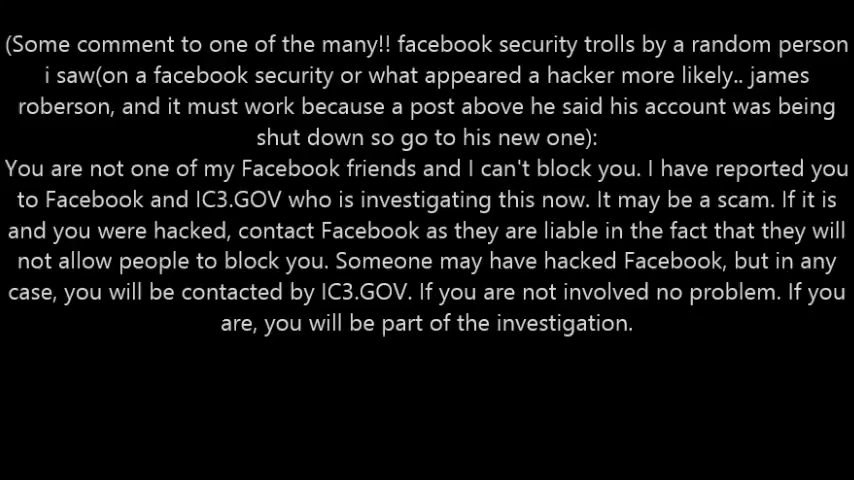 (Some comment to one of the many!! facebook security trolls by a random person
i saw(on a facebook security or what appeared a hacker more likely.. james
roberson, and it must work because a post above he said his account was being
shut down so go to his new one):
You are not one of my Facebook friends and I can't block you. I have reported you
to Facebook and IC3.GOV who is investigating this now. It may be a scam. If it is
and you were hacked, contact Facebook as they are liable in the fact that they will
not allow people to block you. Someone may have hacked Facebook, but in any
case, you will be contacted by IC3.GOV. If you are not involved no problem. If you
are, you will be part of the investigation.